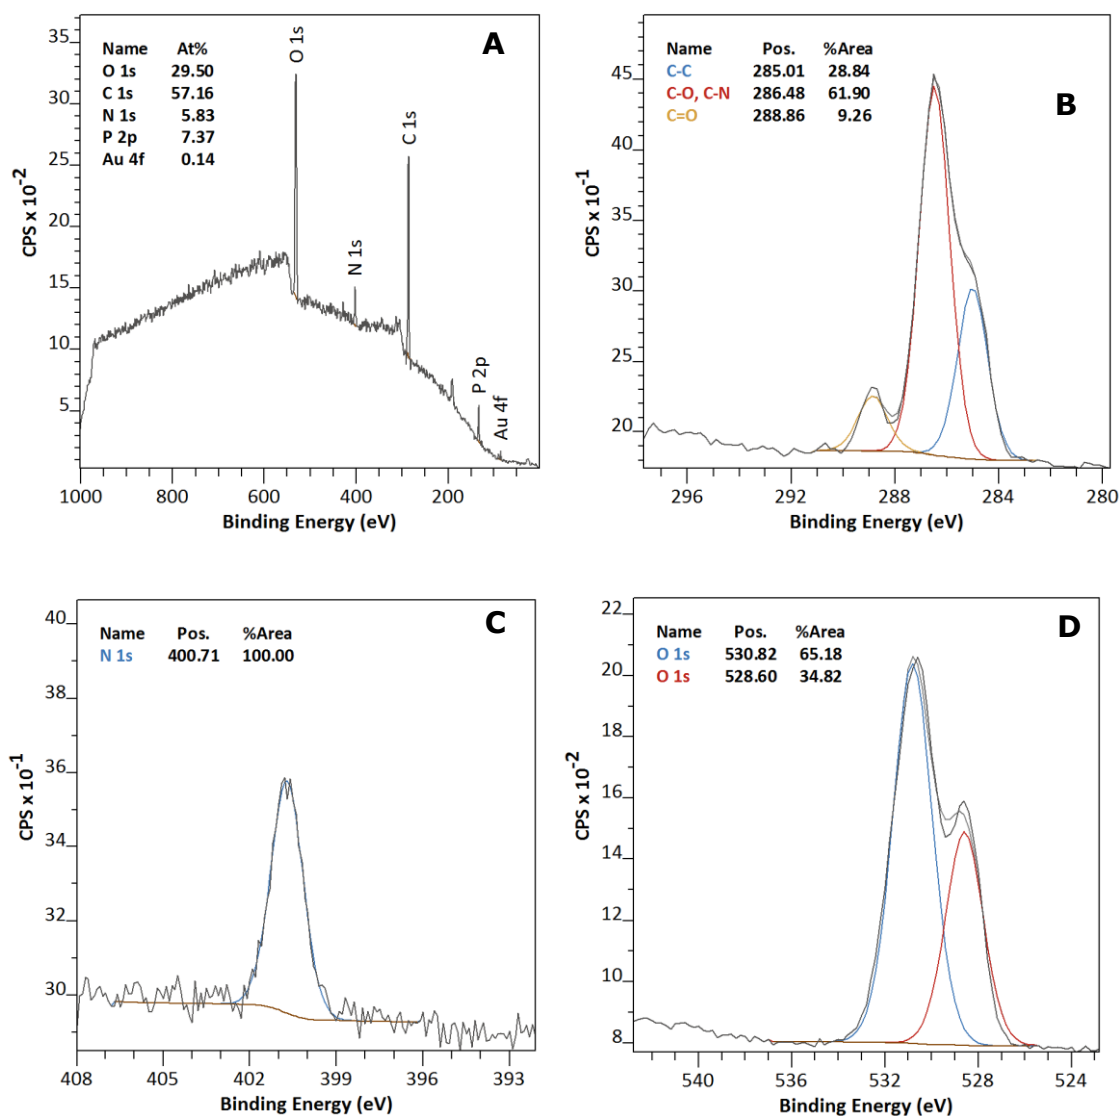 A
Name At%
O 1s 29.50
C 1s 57.16
N 1s 5.83
P 2p 7.37
Au 4f 0.14
O 1s
N 1s
C 1s
P 2p
Au 4f
35
30
25
20
15
10
5
CPS x 10-2
1000 800 600 400 200
Binding Energy (eV)
B
Name Pos. %Area
C-C 285.01 28.84
C-O, C-N 286.48 61.90
C=O 288.86 9.26
45
40
35
30
25
20
CPS x 10-1
296 292 288 284 280
Binding Energy (eV)
C
Name Pos. %Area
N 1s 400.71 100.00
40
38
36
34
32
30
CPS x 10-1
408 405 402 399 396 393
Binding Energy (eV)
D
Name Pos. %Area
O 1s 530.82 65.18
O 1s 528.60 34.82
22
20
18
16
14
12
10
8
CPS x 10-2
540 536 532 528 524
Binding Energy (eV)